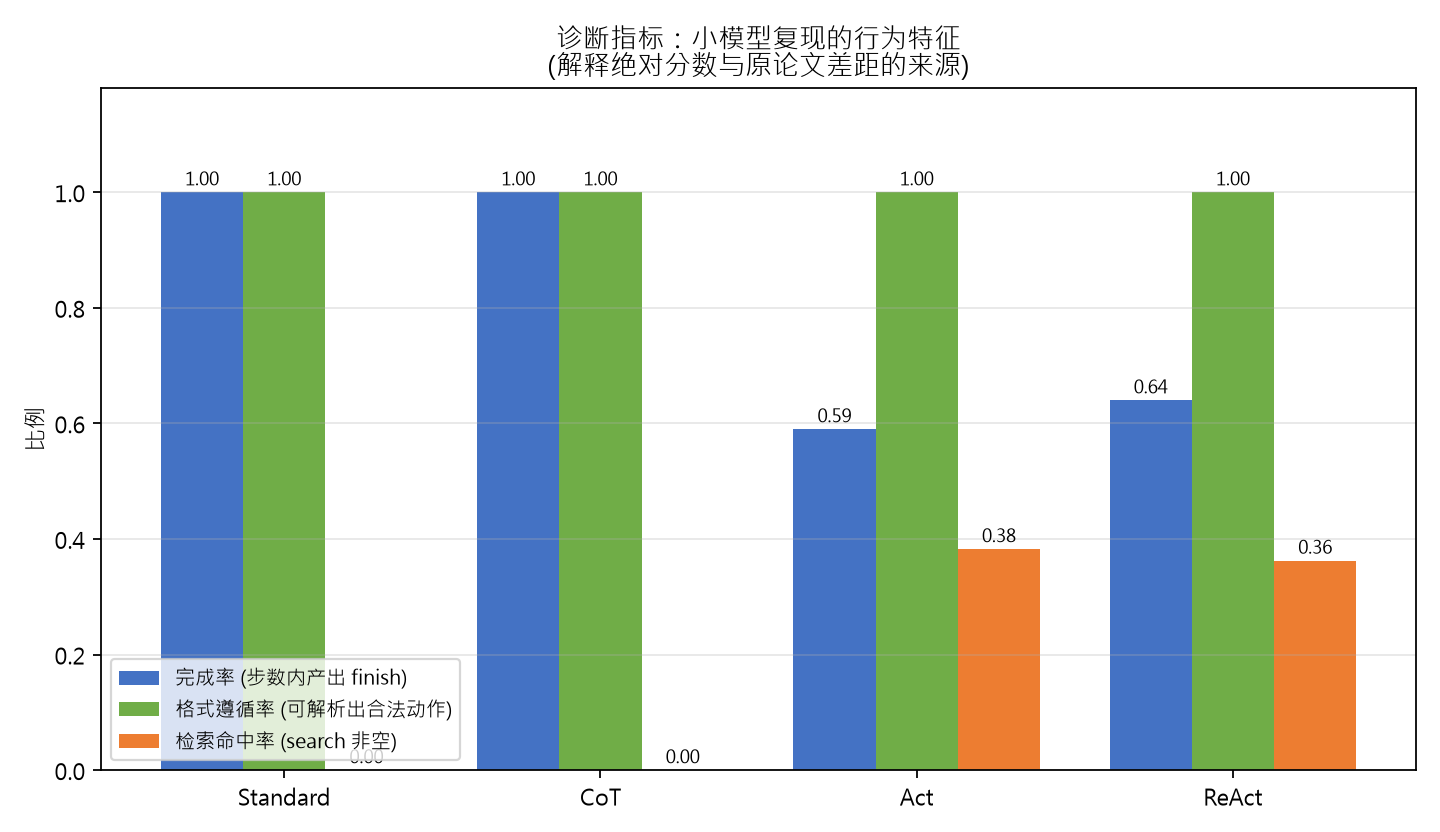 诊断指标：小模型复现的行为特征
(解释绝对分数与原论文差距的来源)
比例
1.0
0.8
0.6
0.4
0.2
0.0
1.00 1.00 0.00
1.00 1.00 0.00
0.59 1.00 0.38
0.64 1.00 0.36
完成率 (步数内产出 finish)
格式遵循率 (可解析出合法动作)
检索命中率 (search 非空)
Standard CoT Act ReAct